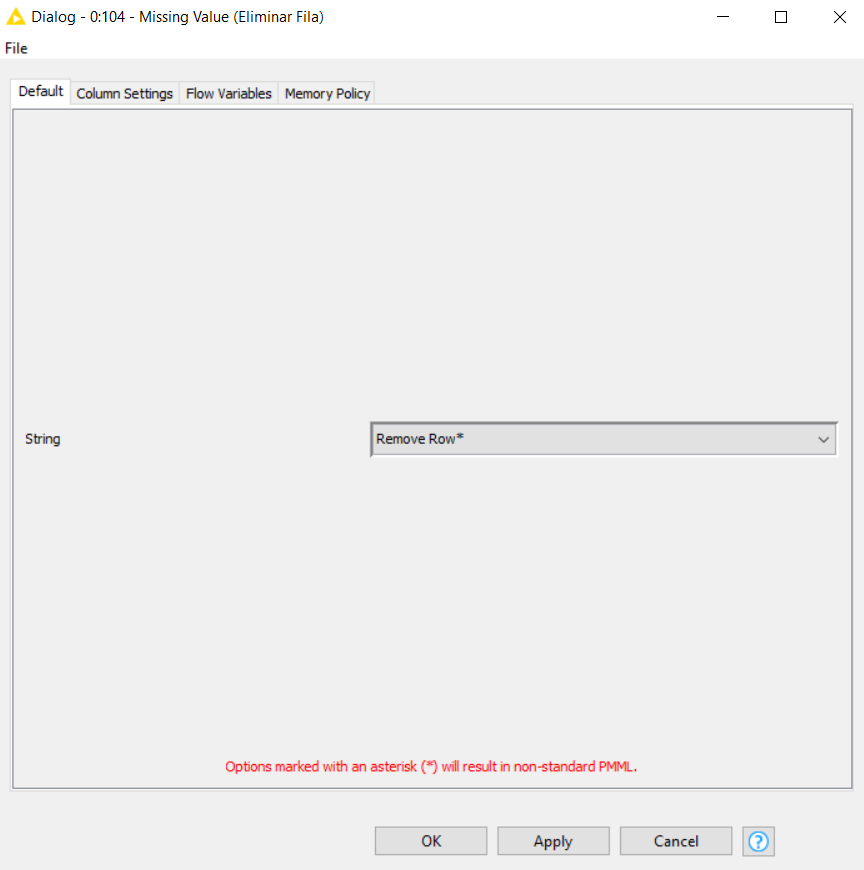 Dialog - 0:104 - Missing Value (Eliminar Fila)
File
Default Column Settings Flow Variables Memory Policy
String Remove Row*
Options marked with an asterisk (*) will result in non-standard PMML.
OK Apply Cancel ?